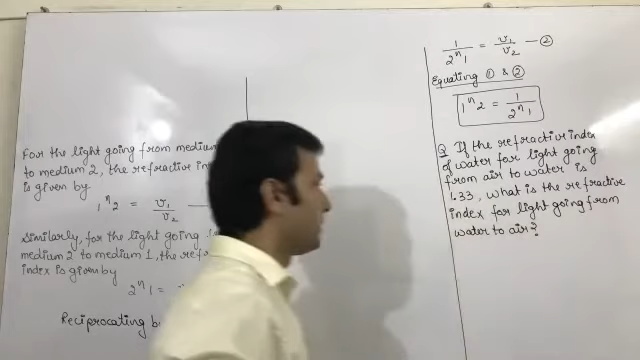 For the light going from medium
to medium 2, the refractive in
is given by
₁n₂ = v₁/v₂
Similarly, for the light going
medium 2 to medium 1, the refr
index is given by
₂n₁ =
Reciprocating b
1/₂n₁ = v₁/v₂ — ②
Equating ① & ②
₁n₂ = 1/₂n₁
Q If the refractive index
of water for light going
from air to water is
1.33, what is the refractive
index for light going from
water to air?